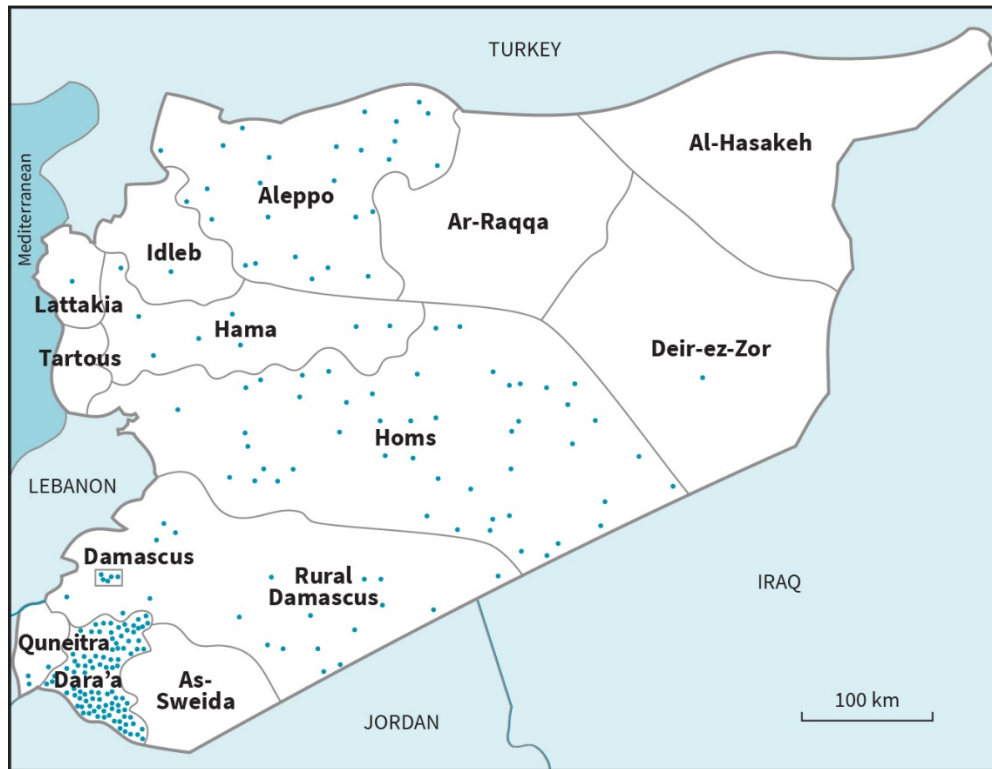 TURKEY
Al-Hasakeh
Mediterranean
Aleppo
Ar-Raqqa
Idleb
Lattakia
Hama
Tartous
Deir-ez-Zor
Homs
LEBANON
Damascus
Rural
Damascus
IRAQ
Quneitra
Dara’a
As-
Sweida
JORDAN
100 km